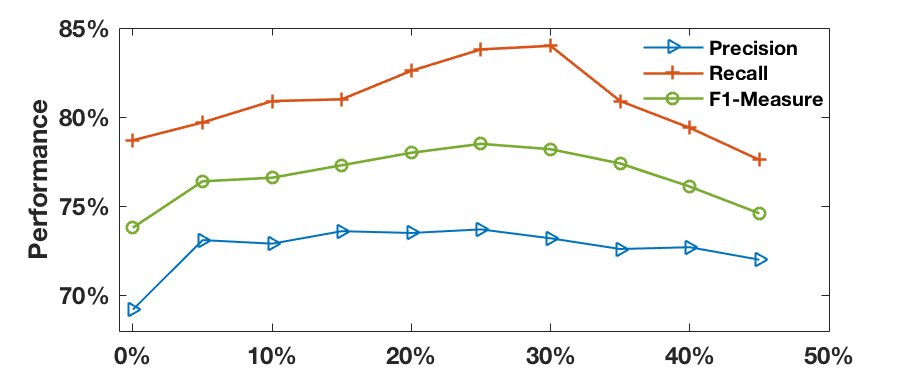 85%
80%
75%
70%
Performance
Precision
Recall
F1-Measure
0% 10% 20% 30% 40% 50%